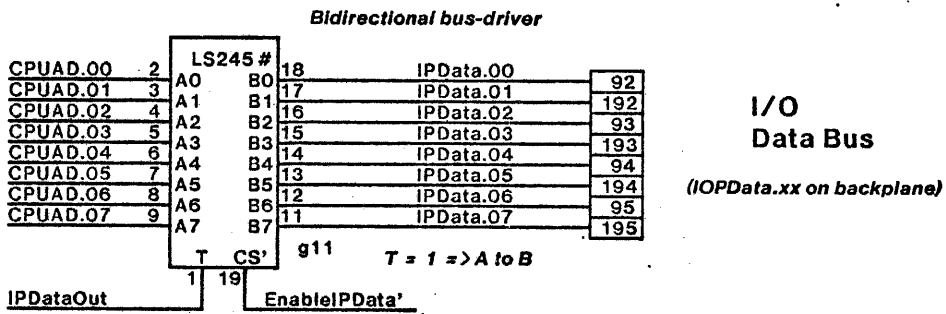 Bidirectional bus-driver
LS245 #
CPUAD.00 2 A0 B0 18 IPData.00 92
CPUAD.01 3 A1 B1 17 IPData.01 192
CPUAD.02 4 A2 B2 16 IPData.02 93
CPUAD.03 5 A3 B3 15 IPData.03 193
CPUAD.04 6 A4 B4 14 IPData.04 94
CPUAD.05 7 A5 B5 13 IPData.05 194
CPUAD.06 8 A6 B6 12 IPData.06 95
CPUAD.07 9 A7 B7 11 IPData.07 195
I/O
Data Bus
(IOPData.xx on backplane)
T CS' g11 T = 1 => A to B
1 19
IPDataOut EnableIPData'